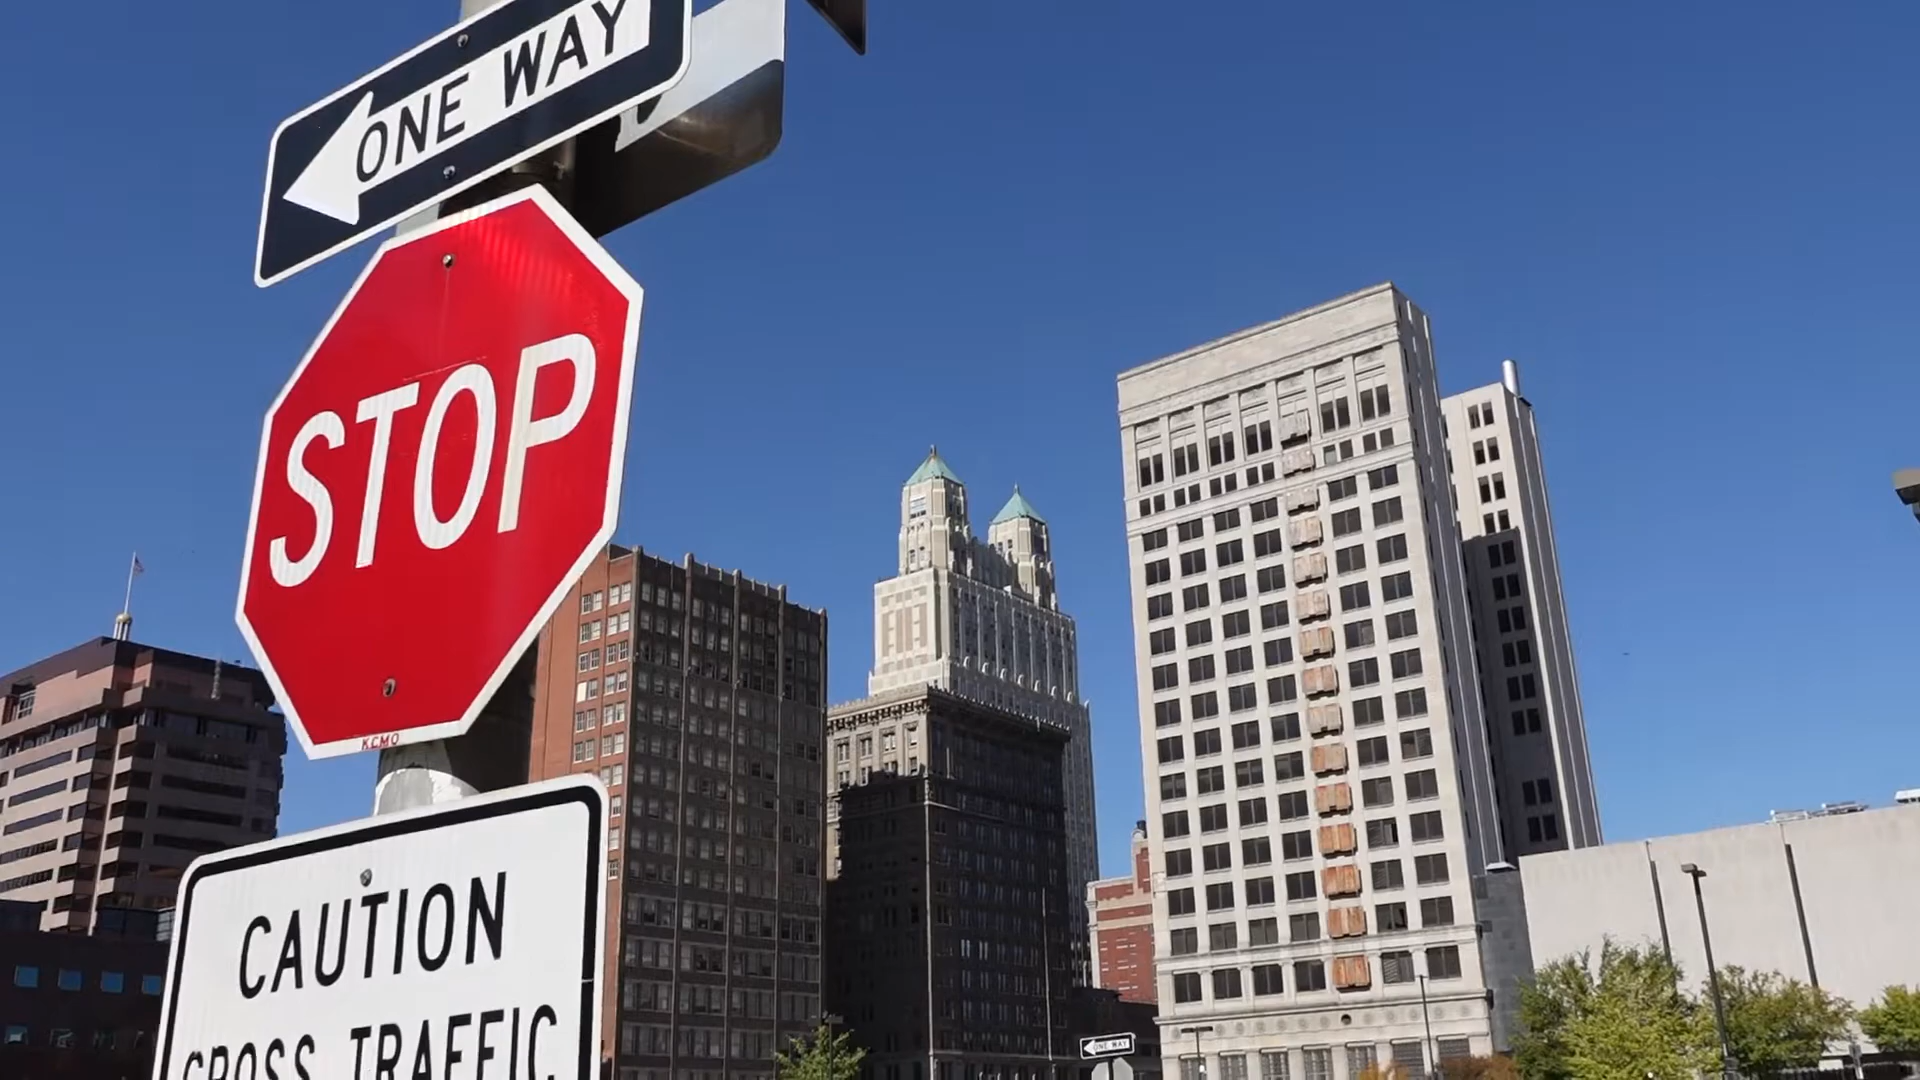 ONE WAY
STOP
KCMO
CAUTION
CROSS TRAFFIC
ONE WAY